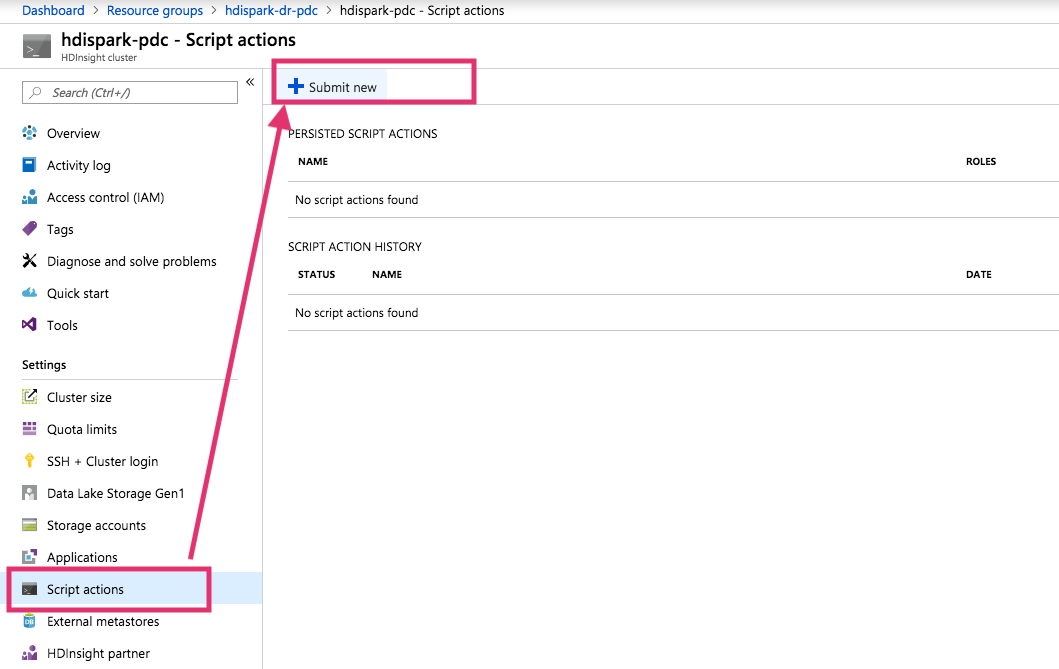 Dashboard > Resource groups > hdispark-dr-pdc > hdispark-pdc - Script actions
hdispark-pdc - Script actions
HDInsight cluster
Search (Ctrl+/)
«
Overview
Activity log
Access control (IAM)
Tags
Diagnose and solve problems
Quick start
Tools
Settings
Cluster size
Quota limits
SSH + Cluster login
Data Lake Storage Gen1
Storage accounts
Applications
Script actions
External metastores
HDInsight partner
Submit new
PERSISTED SCRIPT ACTIONS
NAME ROLES
No script actions found
SCRIPT ACTION HISTORY
STATUS NAME DATE
No script actions found